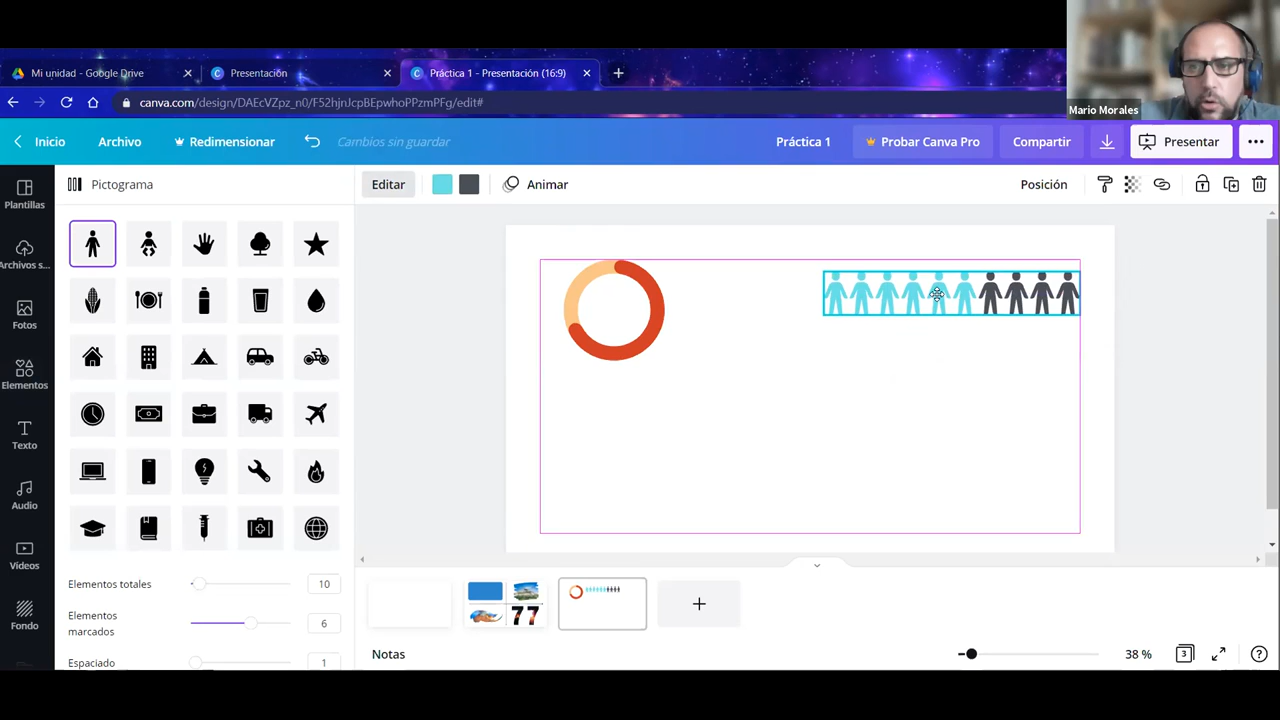 Mi unidad - Google Drive
Presentación
Práctica 1 - Presentación (16:9)
canva.com/design/DAEcVZpz_n0/F52hjnJcpBEpwhoPPzmPFg/edit#
Mario Morales
Inicio
Archivo
Redimensionar
Cambios sin guardar
Práctica 1
Probar Canva Pro
Compartir
Presentar
Plantillas
Archivos s...
Fotos
Elementos
Texto
Audio
Vídeos
Fondo
Pictograma
Editar
Animar
Posición
Elementos totales
10
Elementos
marcados
6
Espaciado
1
77
Notas
38 %
3